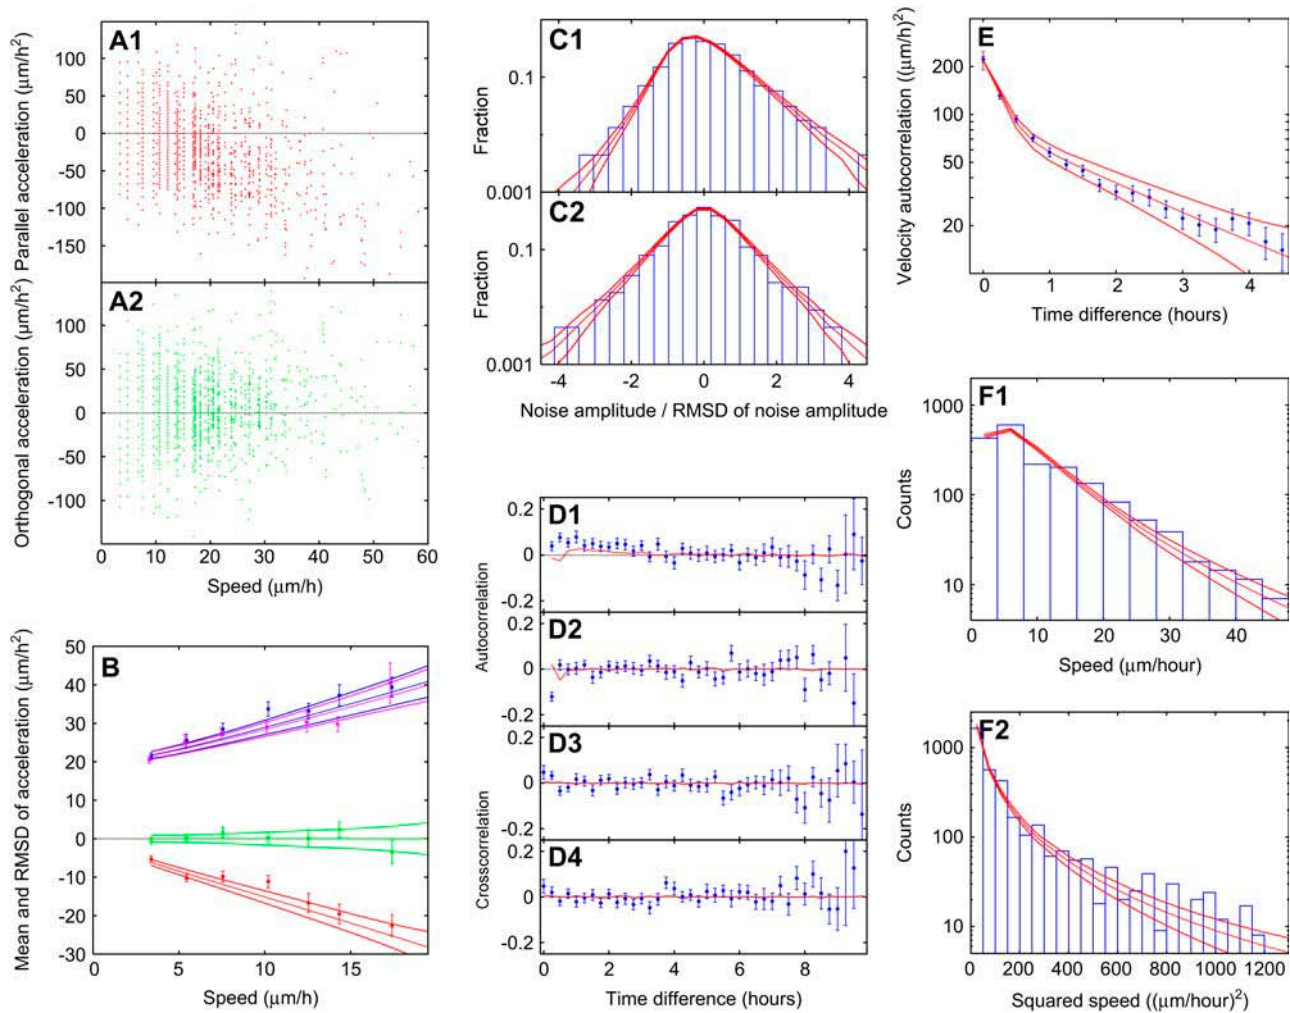 A1
Parallel acceleration (μm/h²)
100
50
0
-50
-100
-150
A2
Orthogonal acceleration (μm/h²)
100
50
0
-50
-100
0 10 20 30 40 50 60
Speed (μm/h)
B
Mean and RMSD of acceleration (μm/h²)
50
40
30
20
10
0
-10
-20
-30
0 5 10 15
Speed (μm/h)
C1
Fraction
0.1
0.001
C2
Fraction
0.1
0.001
-4 -2 0 2 4
Noise amplitude / RMSD of noise amplitude
D1
0.2
0
-0.2
Autocorrelation
D2
0.2
0
-0.2
D3
0.2
0
-0.2
Crosscorrelation
D4
0.2
0
-0.2
0 2 4 6 8
Time difference (hours)
E
Velocity autocorrelation ((μm/h)²)
200
100
50
20
0 1 2 3 4
Time difference (hours)
F1
Counts
1000
100
10
0 10 20 30 40
Speed (μm/hour)
F2
Counts
1000
100
10
0 200 400 600 800 1000 1200
Squared speed ((μm/hour)²)